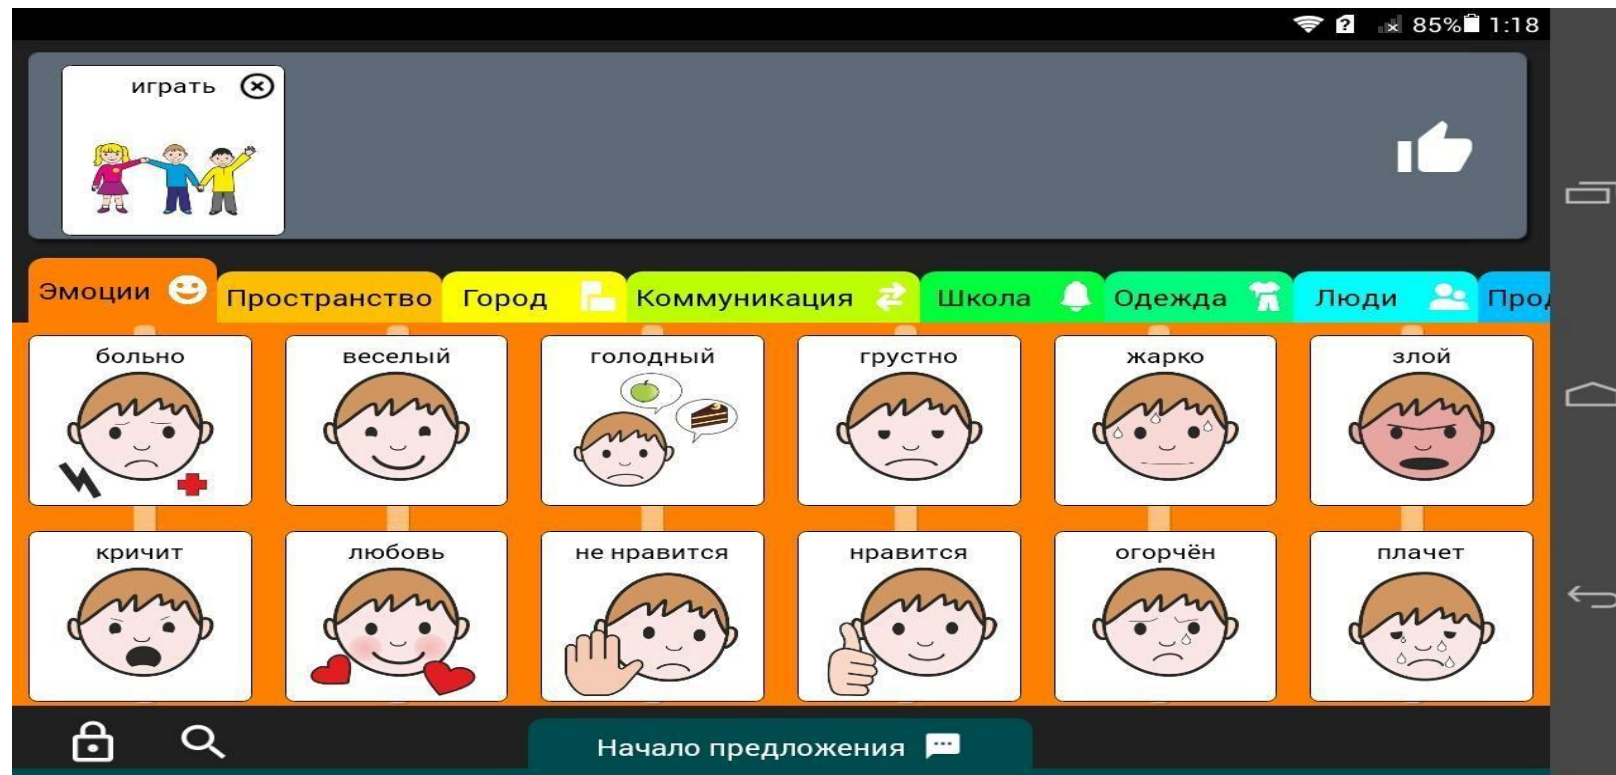 85% 1:18
играть
Эмоции Пространство Город Коммуникация Школа Одежда Люди Прод
больно веселый голодный грустно жарко злой
кричит любовь не нравится нравится огорчён плачет
Начало предложения